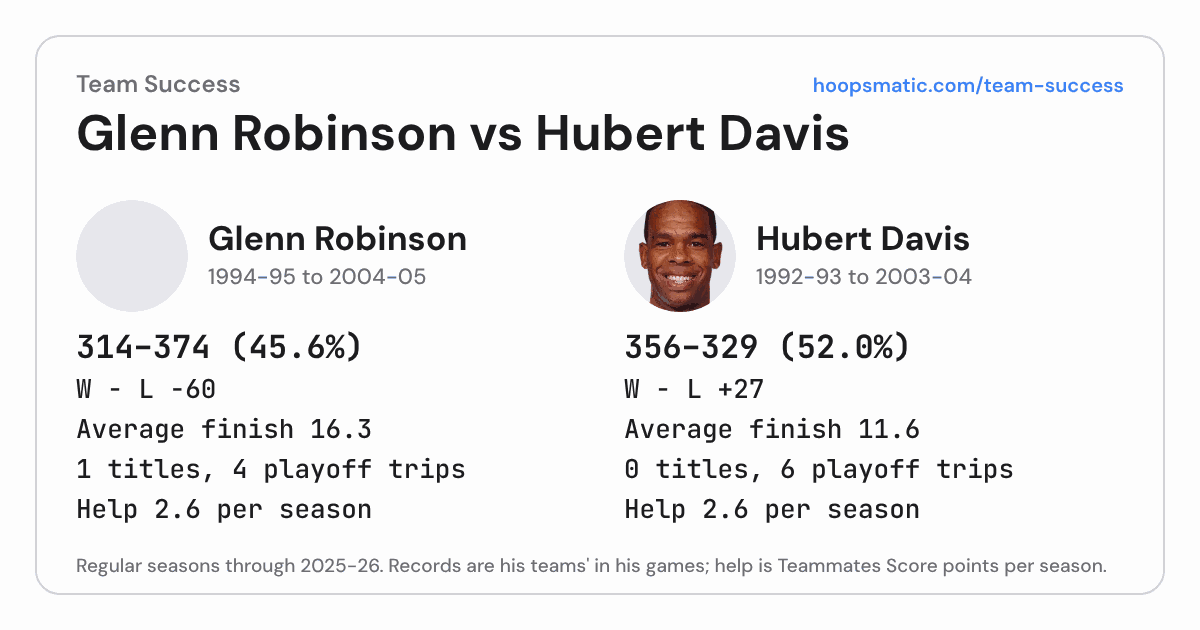 Team Success
hoopsmatic.com/team-success
Glenn Robinson vs Hubert Davis
Glenn Robinson
1994–95 to 2004–05
314–374 (45.6%)
W - L -60
Average finish 16.3
1 titles, 4 playoff trips
Help 2.6 per season
Hubert Davis
1992–93 to 2003–04
356–329 (52.0%)
W - L +27
Average finish 11.6
0 titles, 6 playoff trips
Help 2.6 per season
Regular seasons through 2025-26. Records are his teams' in his games; help is Teammates Score points per season.